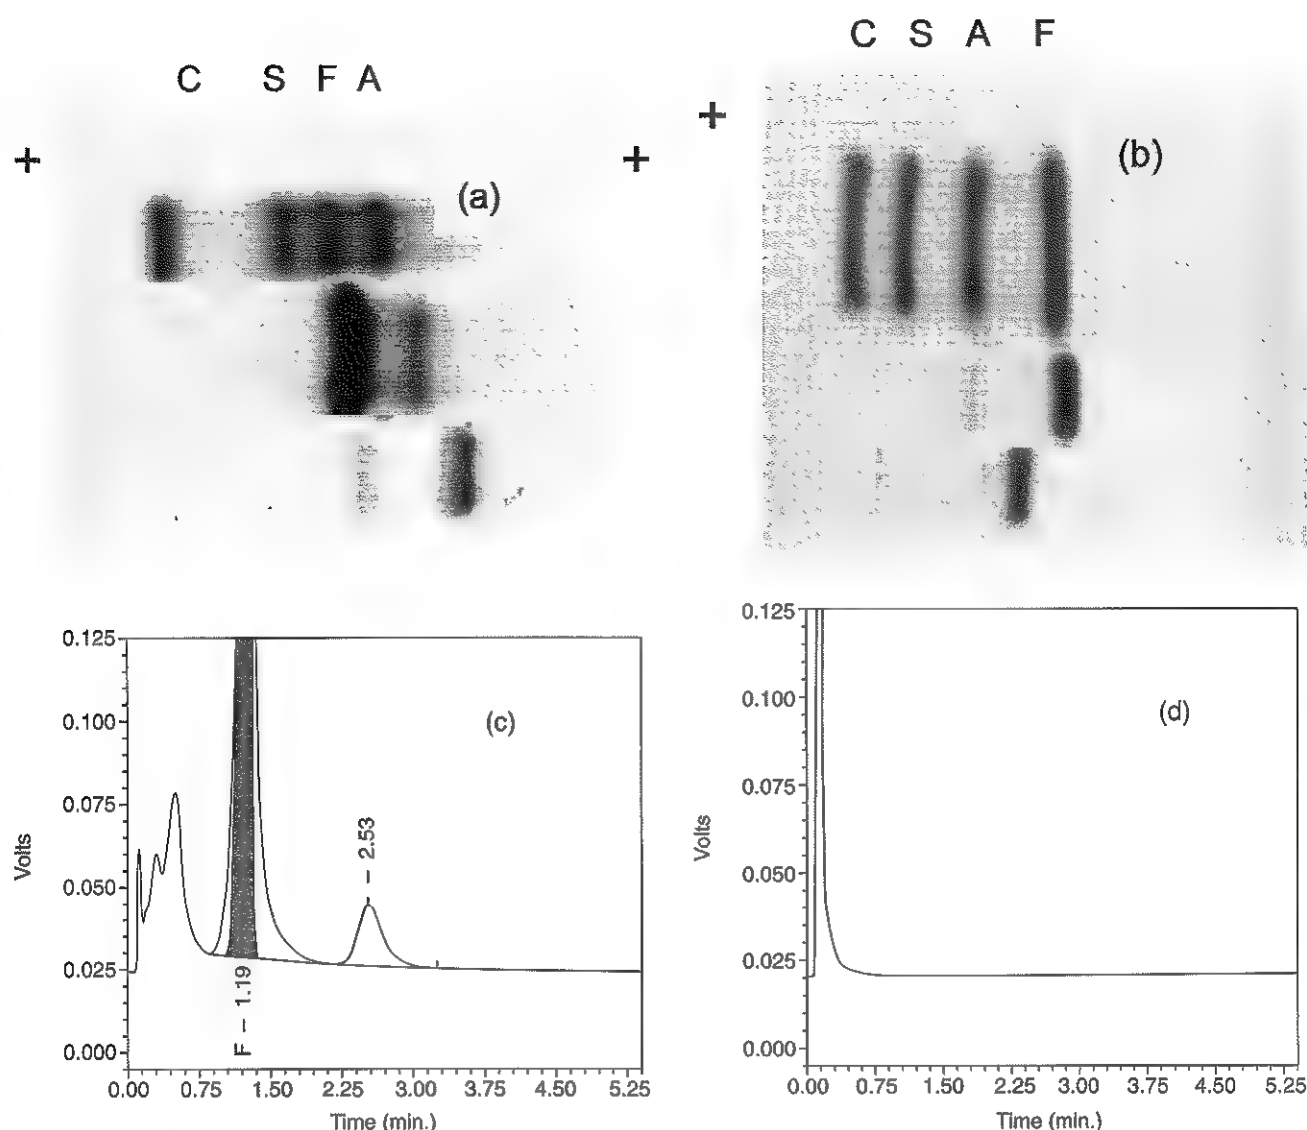 C S F A
+ +
(a)
C S A F
+
(b)
0.125
0.100
0.075
0.050
0.025
0.000
Volts
(c)
F – 1.19
– 2.53
0.00 0.75 1.50 2.25 3.00 3.75 4.50 5.25
Time (min.)
0.125
0.100
0.075
0.050
0.025
0.000
Volts
(d)
0.00 0.75 1.50 2.25 3.00 3.75 4.50 5.25
Time (min.)